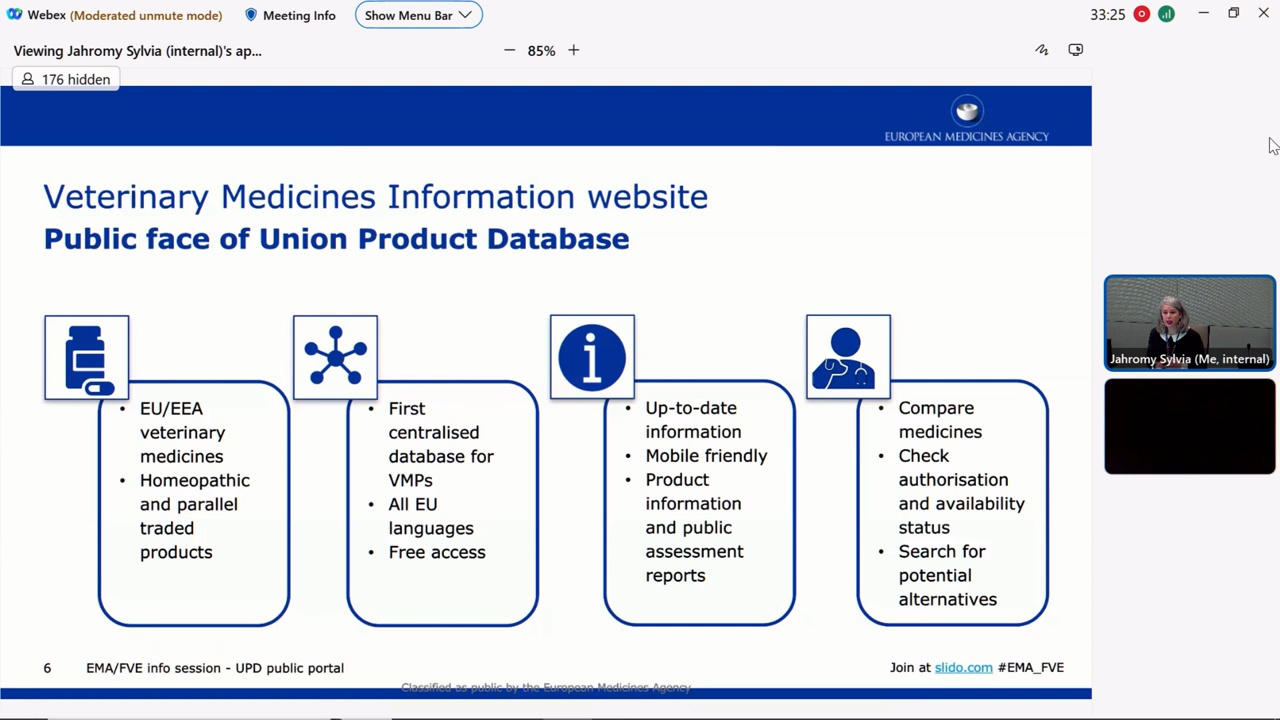 Webex (Moderated unmute mode) Meeting Info Show Menu Bar 33:25
Viewing Jahromy Sylvia (internal)'s ap... 85%
176 hidden
EUROPEAN MEDICINES AGENCY
Veterinary Medicines Information website
Public face of Union Product Database
• EU/EEA
veterinary
medicines
• Homeopathic
and parallel
traded
products
• First
centralised
database for
VMPs
• All EU
languages
• Free access
• Up-to-date
information
• Mobile friendly
• Product
information
and public
assessment
reports
• Compare
medicines
• Check
authorisation
and availability
status
• Search for
potential
alternatives
Jahromy Sylvia (Me, internal)
6 EMA/FVE info session - UPD public portal Join at slido.com #EMA_FVE
Classified as public by the European Medicines Agency